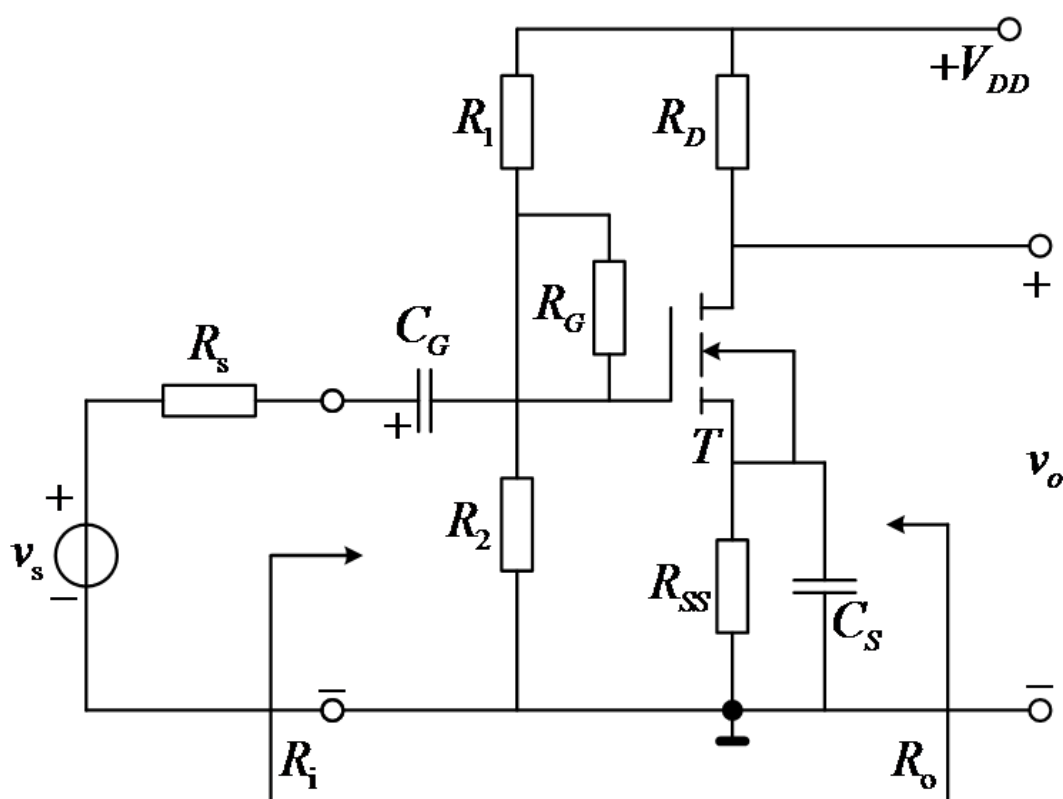 +V_DD
R_1
R_D
R_G
C_G
R_s
+
+
T
v_o
+
R_2
v_s
−
R_SS
C_S
−
−
R_i
R_o